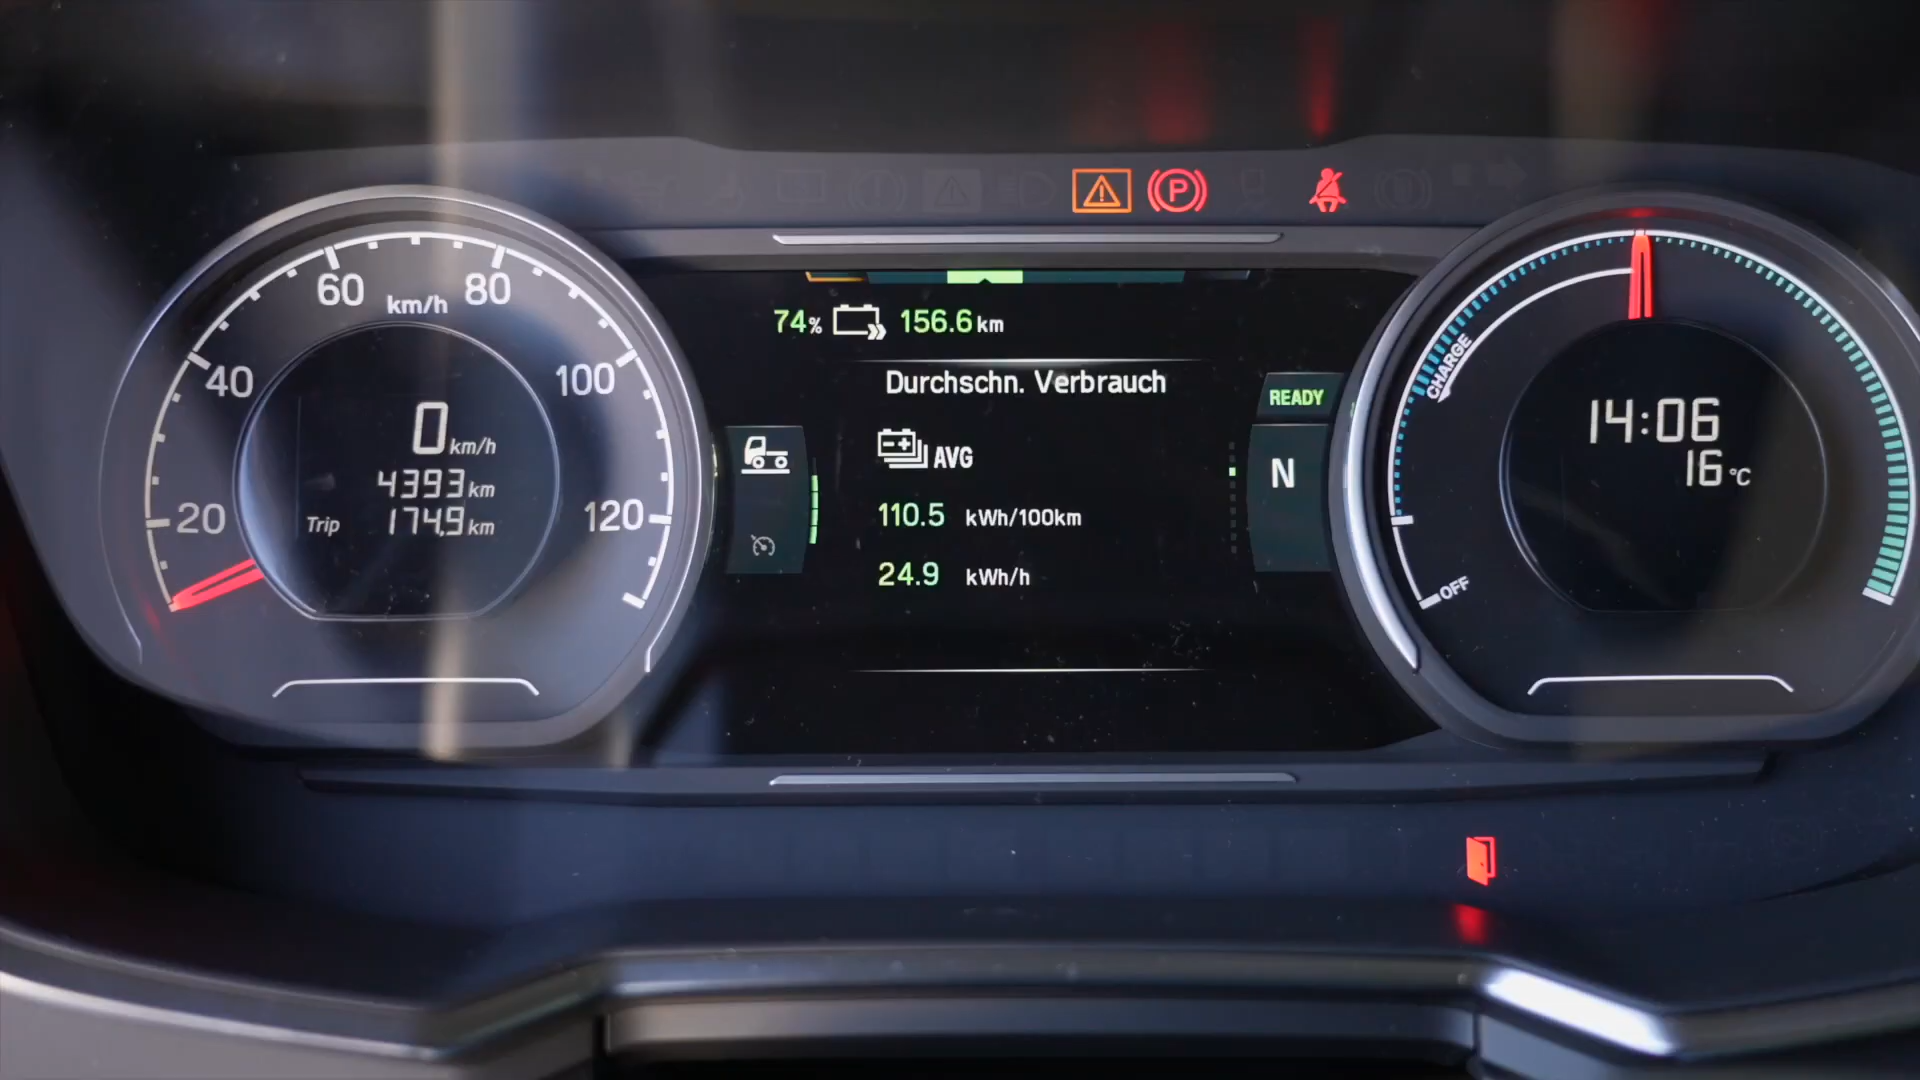 60 km/h 80
40 100
20 120
0 km/h
4393 km
Trip 174,9 km
74% 156.6 km
Durchschn. Verbrauch
AVG
110.5 kWh/100km
24.9 kWh/h
READY
N
P
CHARGE
OFF
14:06
16 °C